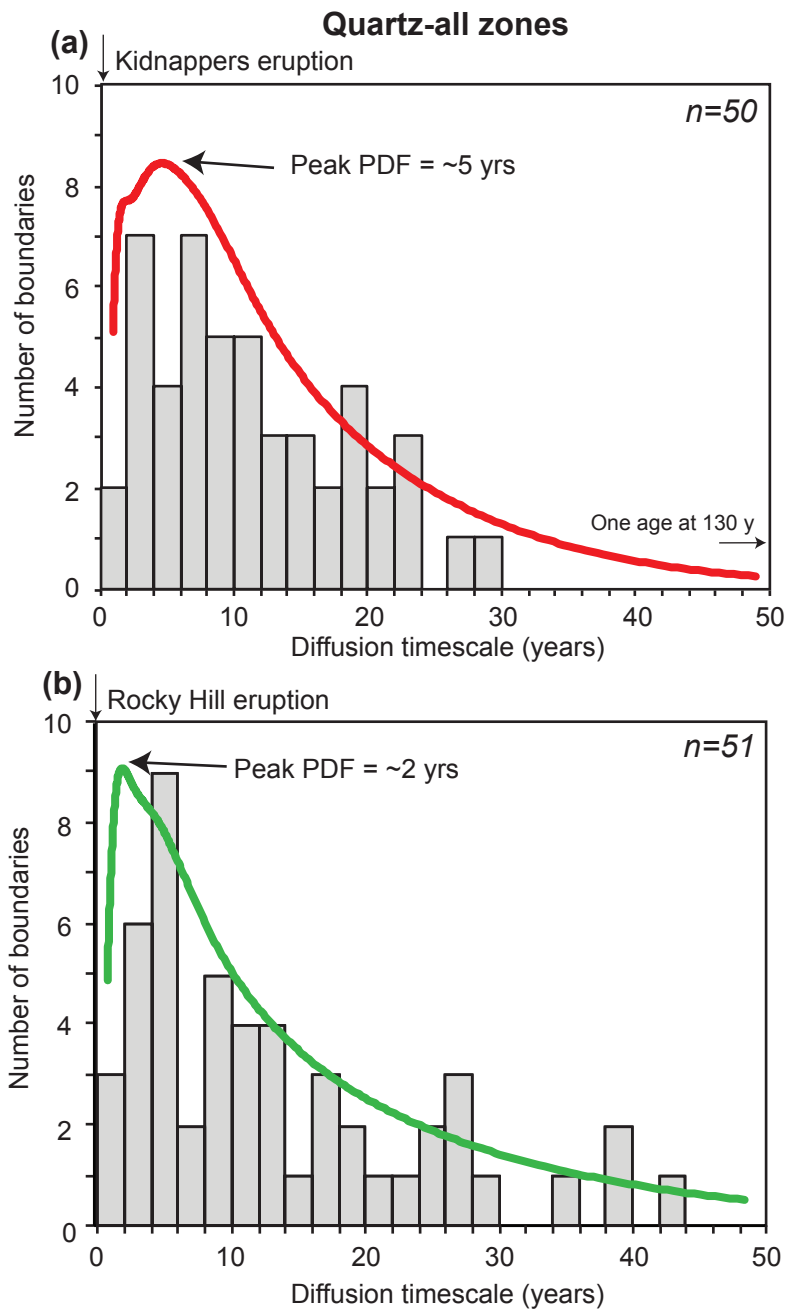 Quartz-all zones
(a)
Kidnappers eruption
10
n=50
Peak PDF = ~5 yrs
8
6
Number of boundaries
4
2
One age at 130 y
0
0 10 20 30 40 50
Diffusion timescale (years)
(b)
Rocky Hill eruption
10
n=51
Peak PDF = ~2 yrs
8
6
Number of boundaries
4
2
0
0 10 20 30 40 50
Diffusion timescale (years)